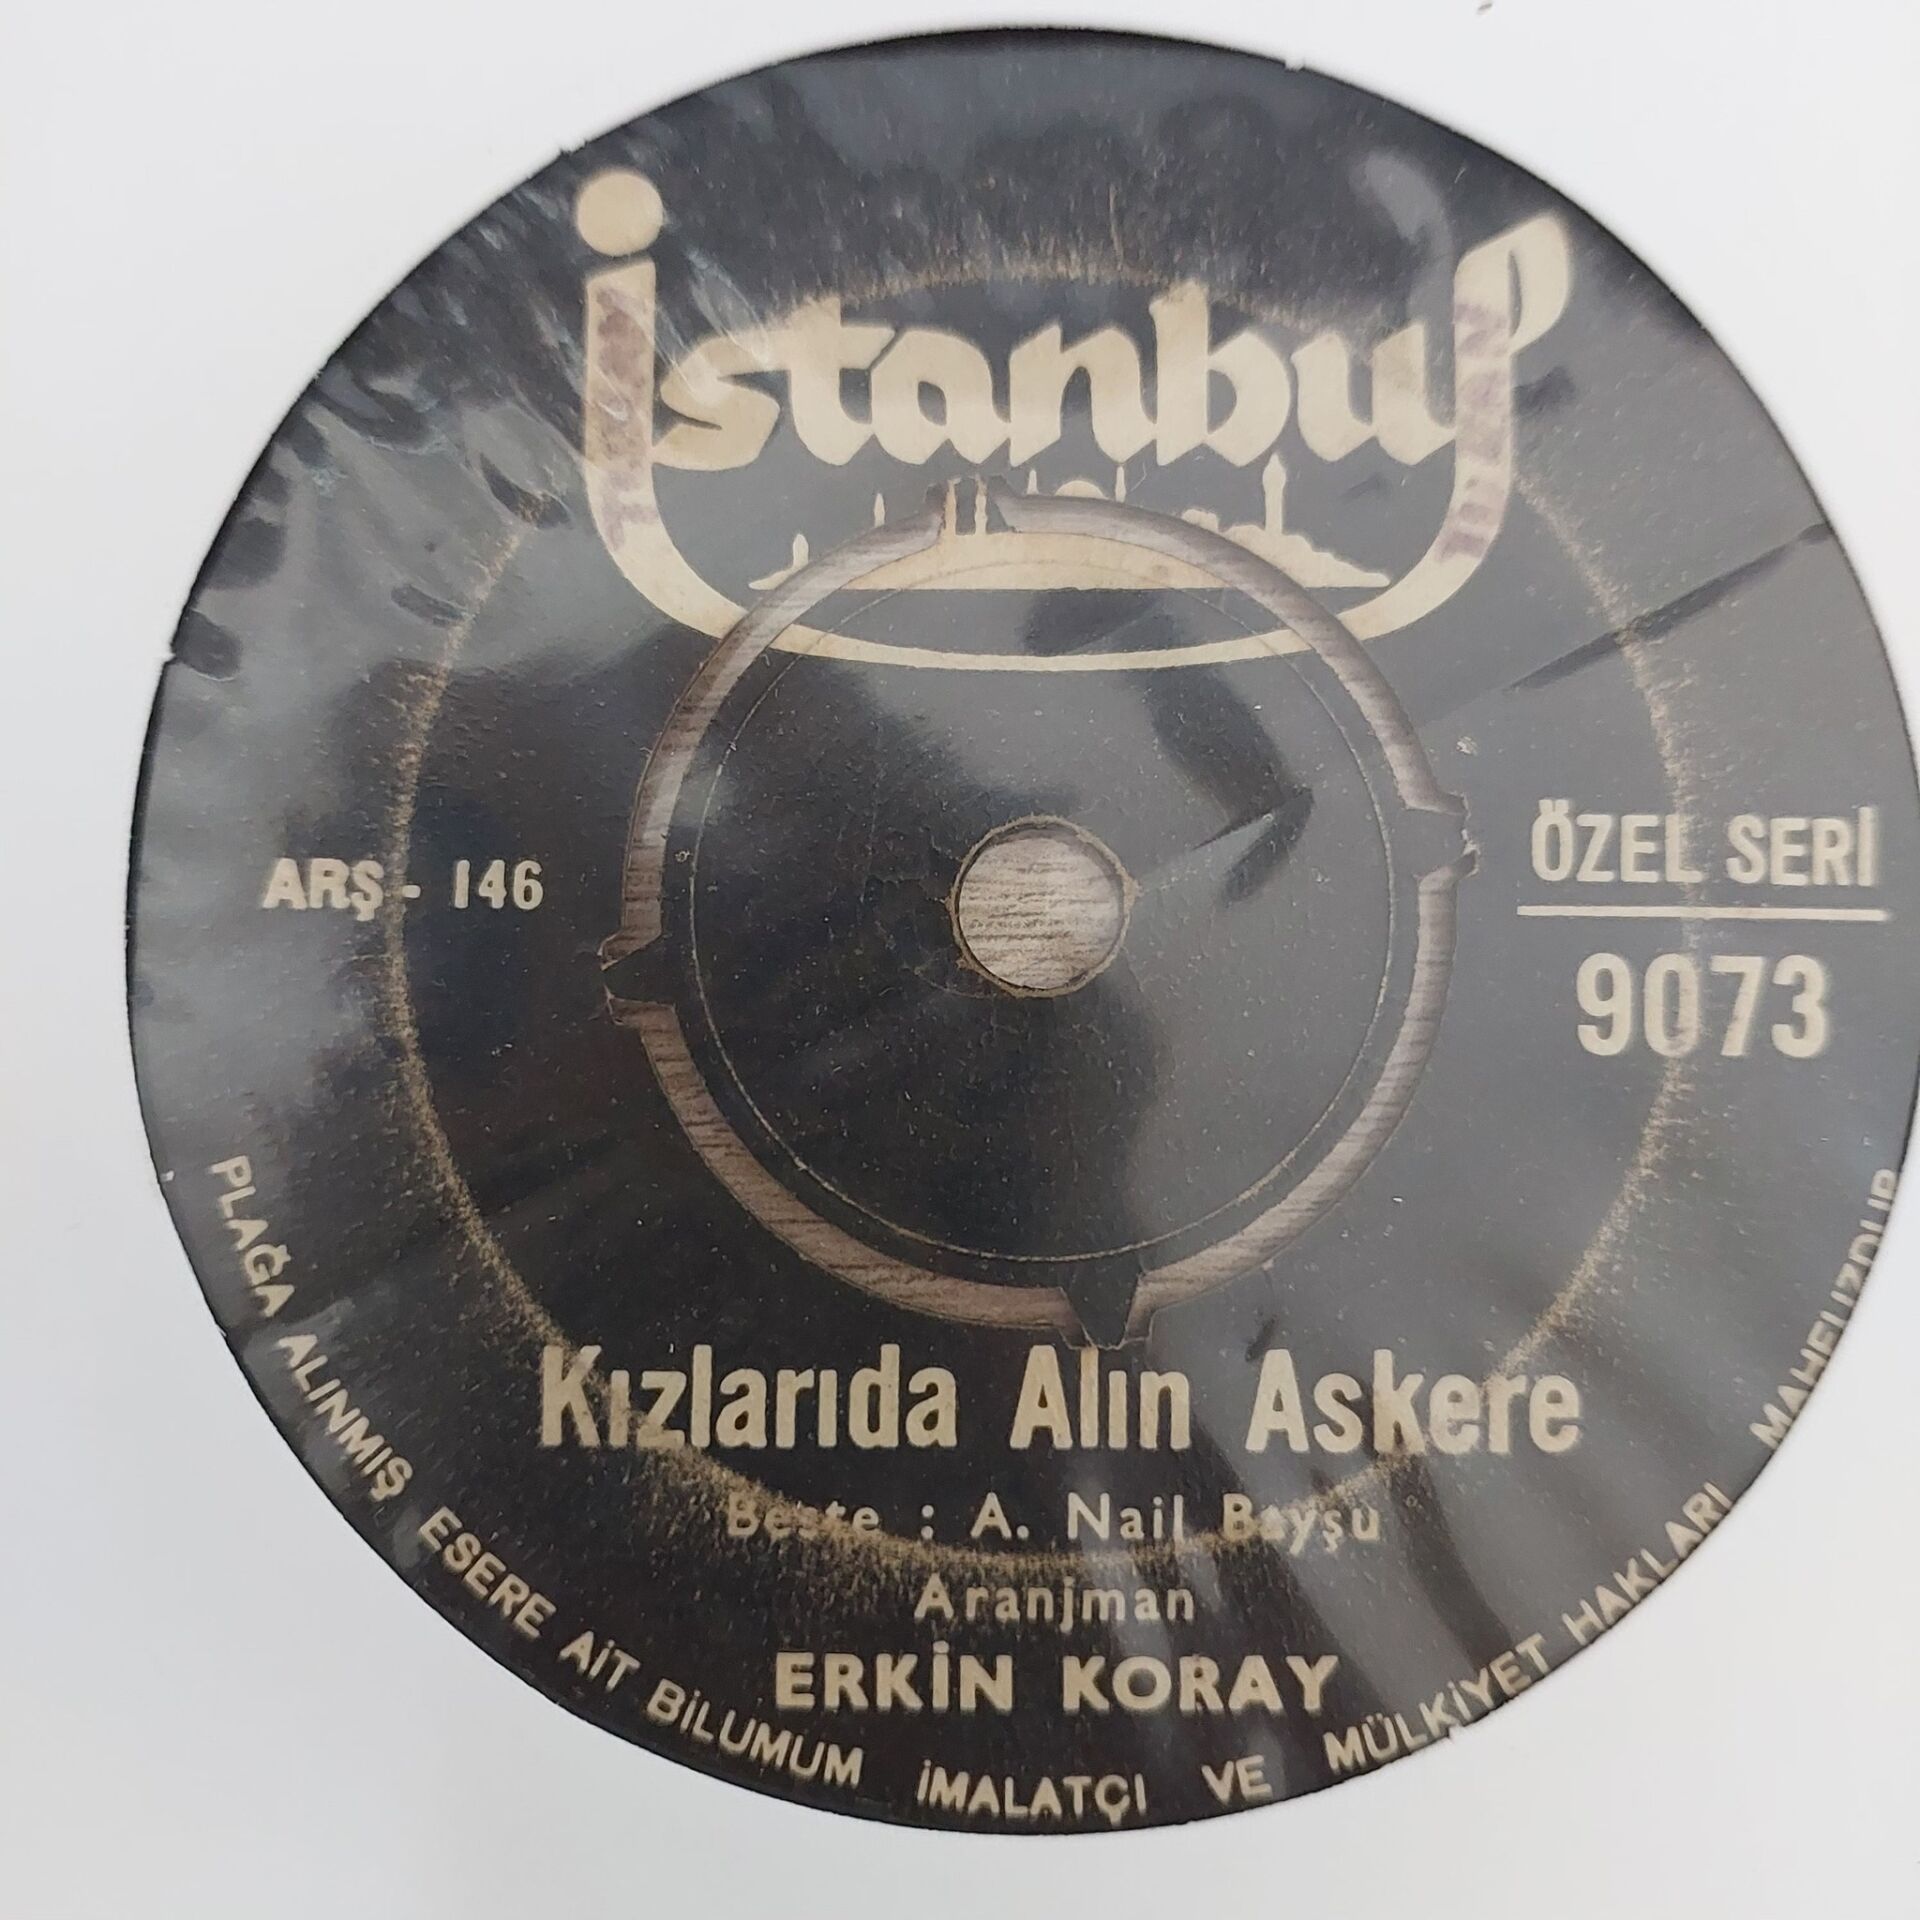 İstanbul
ARŞ - 146
ÖZEL SERİ
9073
Kızlarıda Alın Askere
Beste : A. Nail Bayşu
Aranjman
ERKİN KORAY
PLAĞA ALINMIŞ ESERE AİT BİLUMUM İMALATÇI VE MÜLKİYET HAKLARI MAHFUZDUR